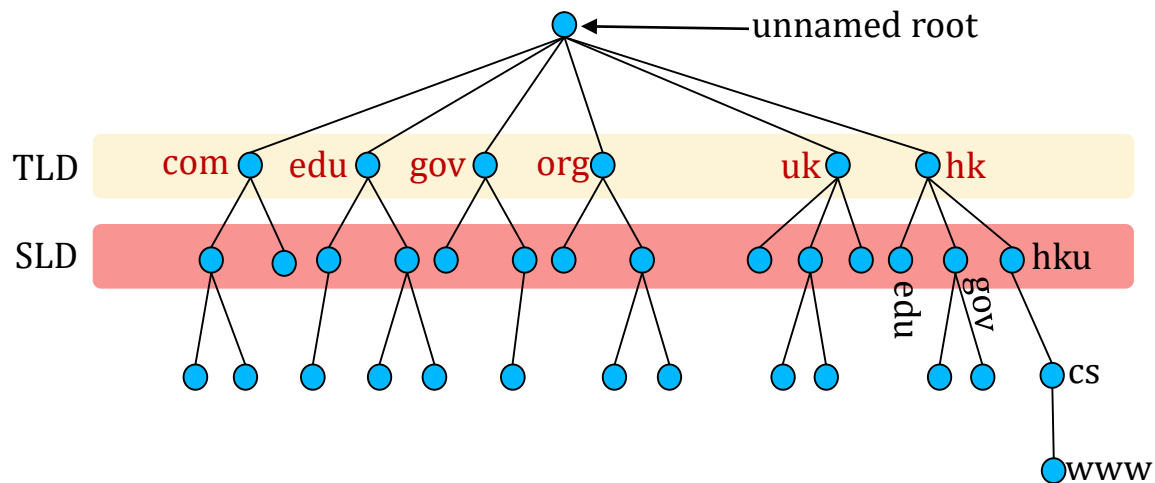 unnamed root
TLD
com
edu
gov
org
uk
hk
SLD
hku
edu
gov
cs
www